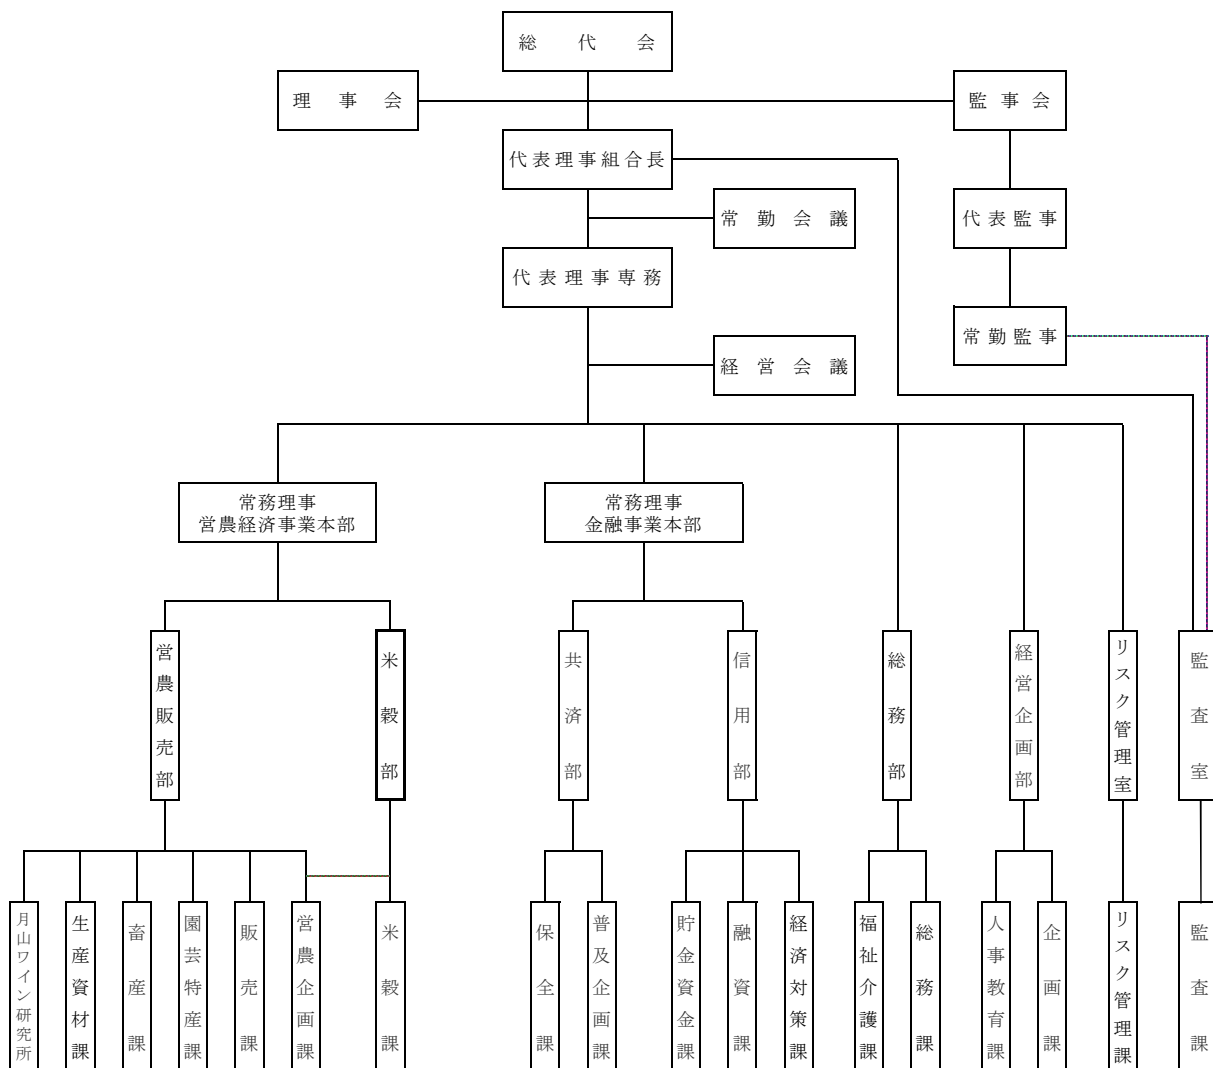 総代会
理事会
監事会
代表理事組合長
常勤会議
代表監事
代表理事専務
常勤監事
経営会議
常務理事
営農経済事業本部
常務理事
金融事業本部
営農販売部
米穀部
共済部
信用部
総務部
経営企画部
リスク管理室
監査室
月山ワイン研究所
生産資材課
畜産課
園芸特産課
販売課
営農企画課
米穀課
保全課
普及企画課
貯金資金課
融資課
経済対策課
福祉介護課
総務課
人事教育課
企画課
リスク管理課
監査課